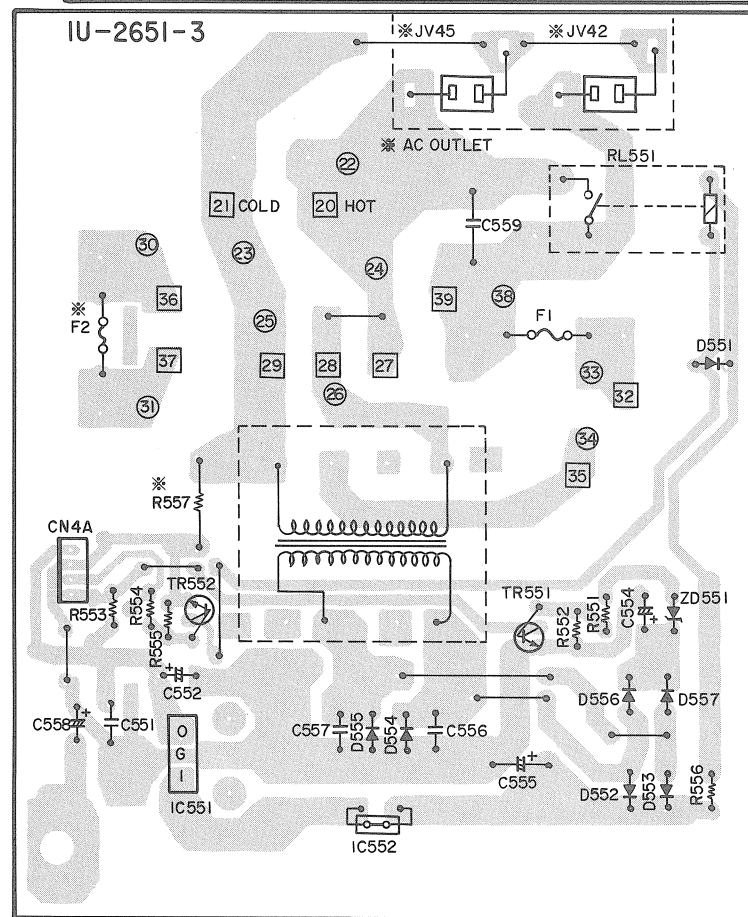 1U-2651-3
※JV45
※JV42
※ AC OUTLET
RL551
22
21 COLD
20 HOT
C559
30
23
24
36
39
38
※
F2
25
F1
D551
37
29
28
27
33
31
26
32
34
35
※
R557
CN4A
TR552
TR551
ZD551
R553
R554
R555
R552
R551
C554
+
+
C552
D556
D557
C558
+
C551
O
G
I
IC551
C557
D555
D554
C556
+
C555
D552
D553
R556
IC552